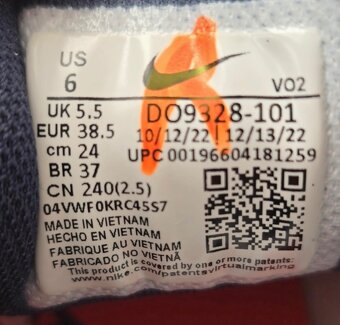 US
6
VO2
UK 5.5
DO9328-101
EUR 38.5
10/12/22 12/13/22
cm 24
UPC 00196604181259
BR 37
CN 240(2.5)
04VWF0KRC45S7
MADE IN VIETNAM
HECHO EN VIETNAM
FABRIQUE AU VIETNAM
FABRICADO NO VIETNÃ
This product is covered by one or more patents.
www.nike.com/patentsvirtualmarking
R